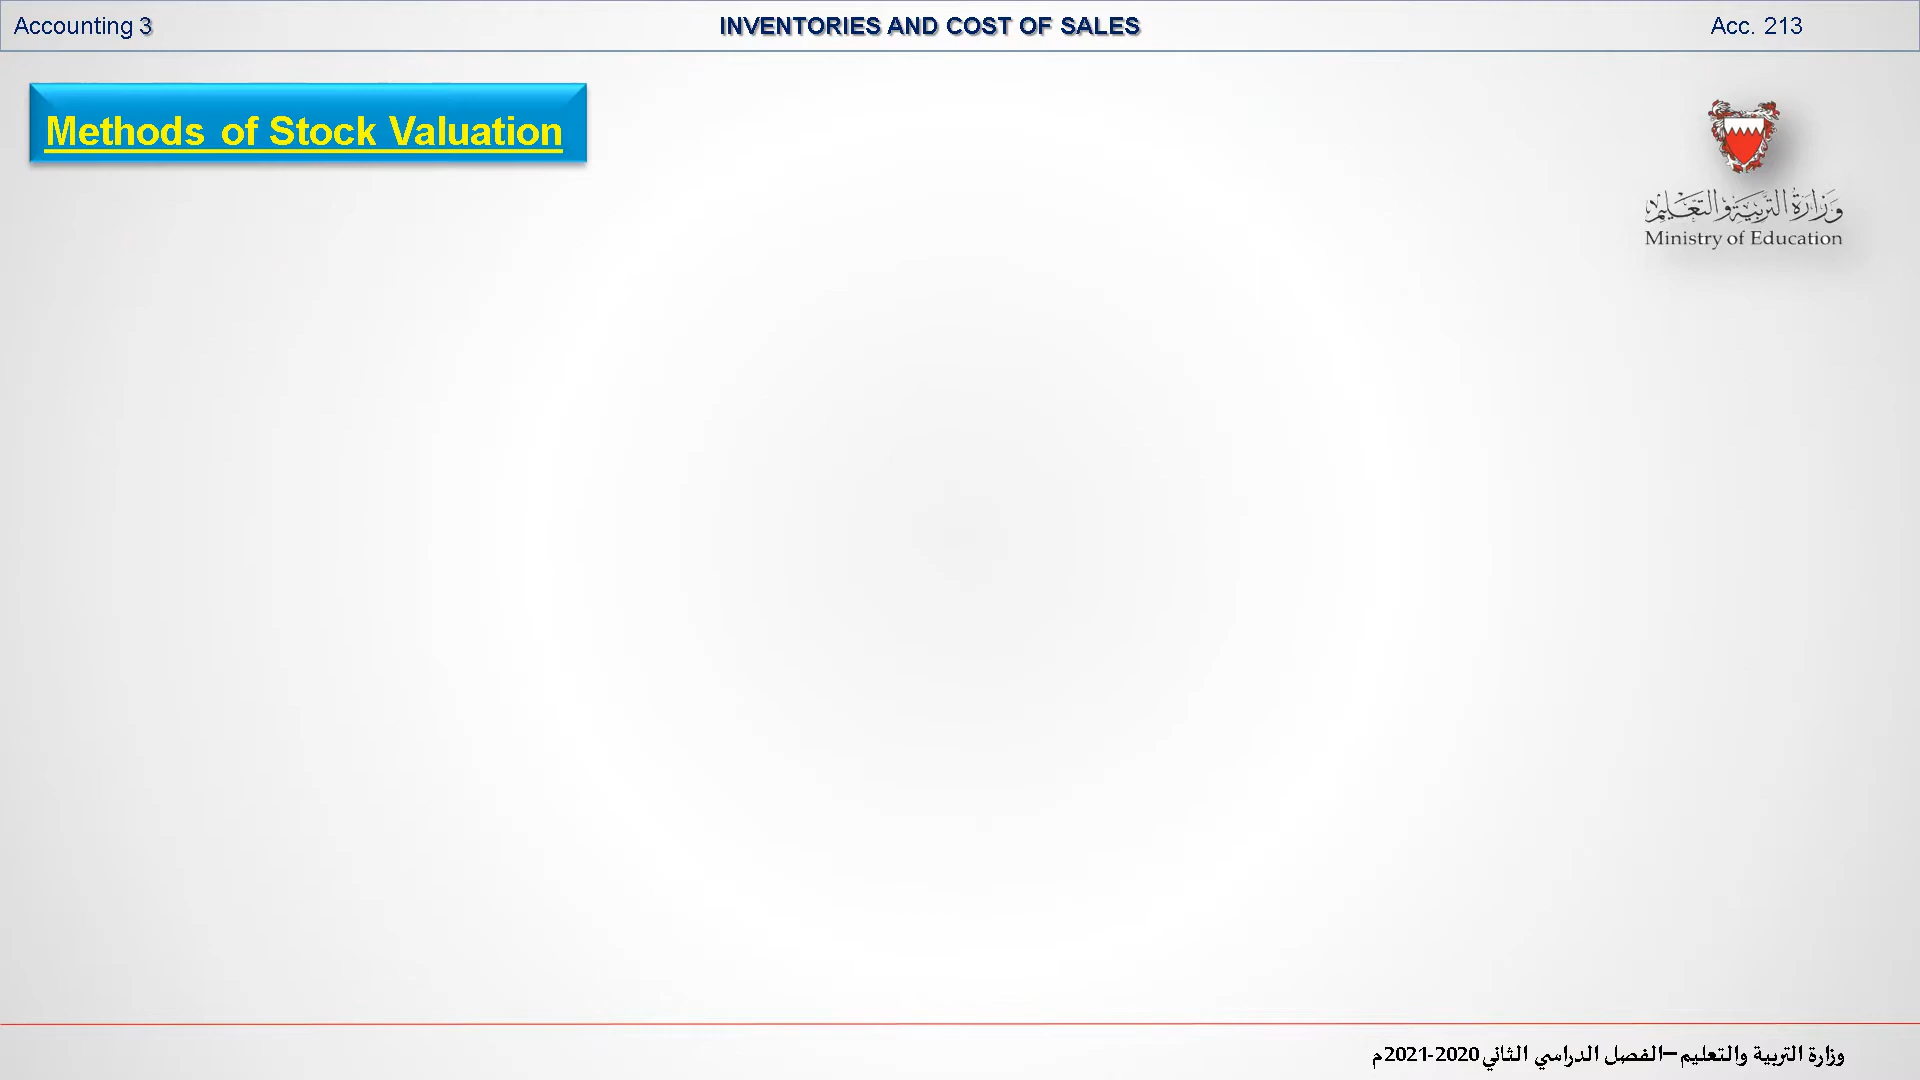 Accounting 3
INVENTORIES AND COST OF SALES
Acc. 213
Methods of Stock Valuation
وزارة التربية والتعليم
Ministry of Education
وزارة التربية والتعليم –الفصل الدراسي الثاني 2020-2021م